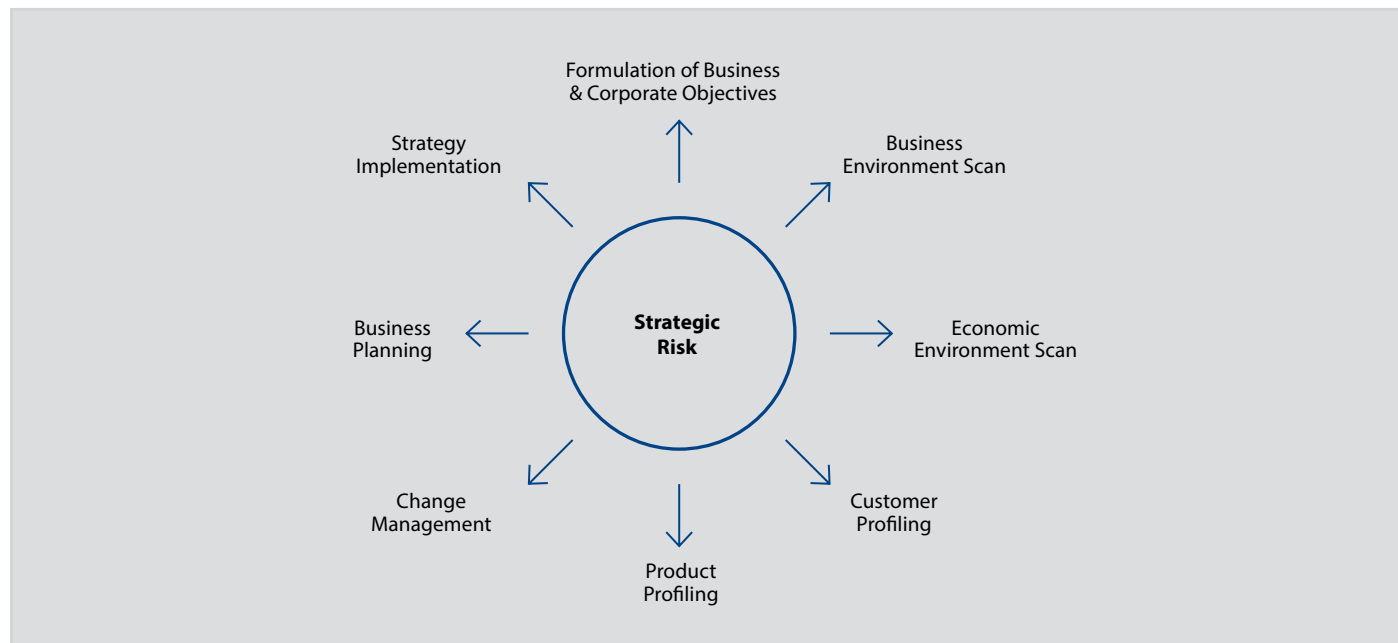 Formulation of Business
& Corporate Objectives
Strategy
Implementation
Business
Environment Scan
Business
Planning
Strategic
Risk
Economic
Environment Scan
Change
Management
Customer
Profiling
Product
Profiling